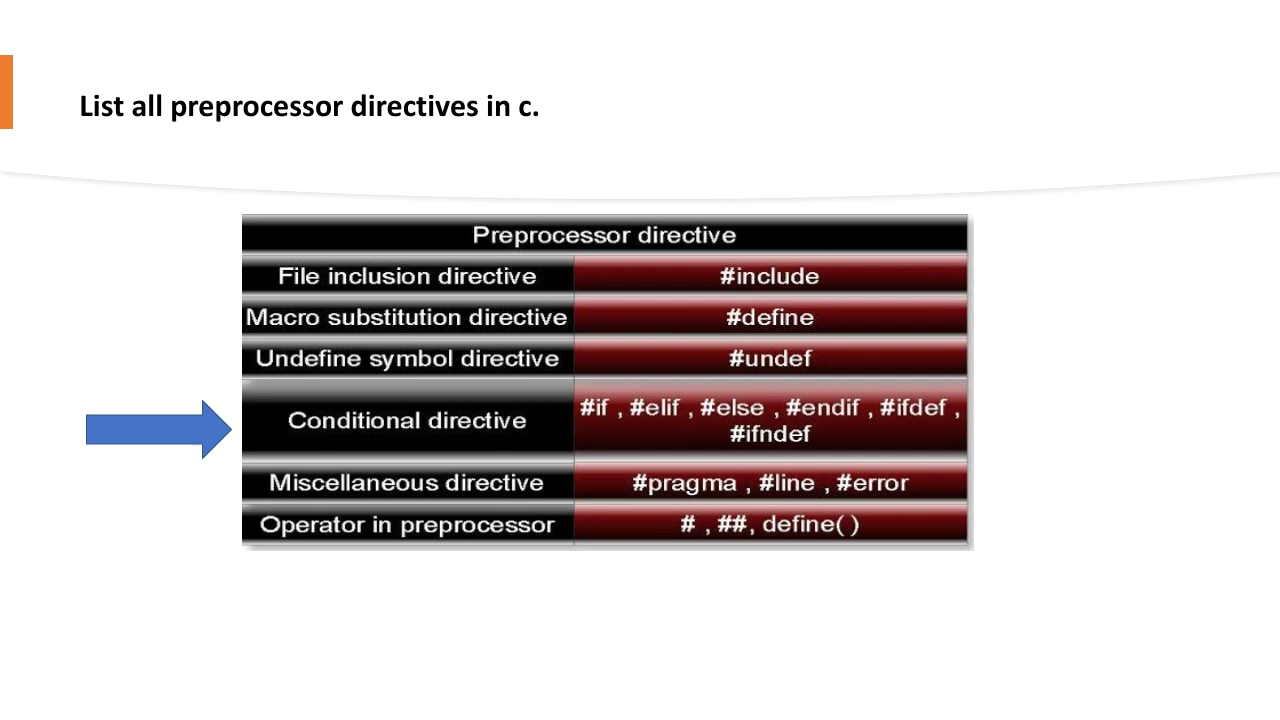 List all preprocessor directives in c.
Preprocessor directive
File inclusion directive #include
Macro substitution directive #define
Undefine symbol directive #undef
Conditional directive #if , #elif , #else , #endif , #ifdef ,
#ifndef
Miscellaneous directive #pragma , #line , #error
Operator in preprocessor # , ##, define( )